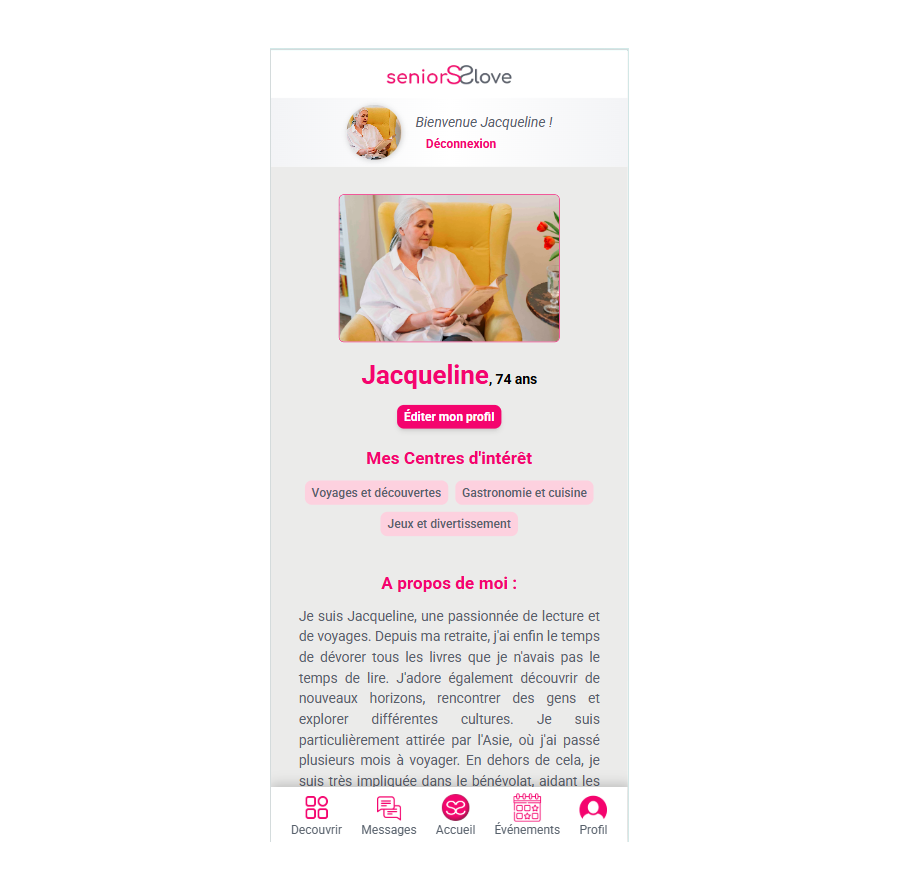 seniorSSlove
Bienvenue Jacqueline !
Déconnexion
Jacqueline, 74 ans
Éditer mon profil
Mes Centres d'intérêt
Voyages et découvertes Gastronomie et cuisine
Jeux et divertissement
A propos de moi :
Je suis Jacqueline, une passionnée de lecture et
de voyages. Depuis ma retraite, j'ai enfin le temps
de dévorer tous les livres que je n'avais pas le
temps de lire. J'adore également découvrir de
nouveaux horizons, rencontrer des gens et
explorer différentes cultures. Je suis
particulièrement attirée par l'Asie, où j'ai passé
plusieurs mois à voyager. En dehors de cela, je
suis très impliquée dans le bénévolat, aidant les
Decouvrir Messages Accueil Événements Profil